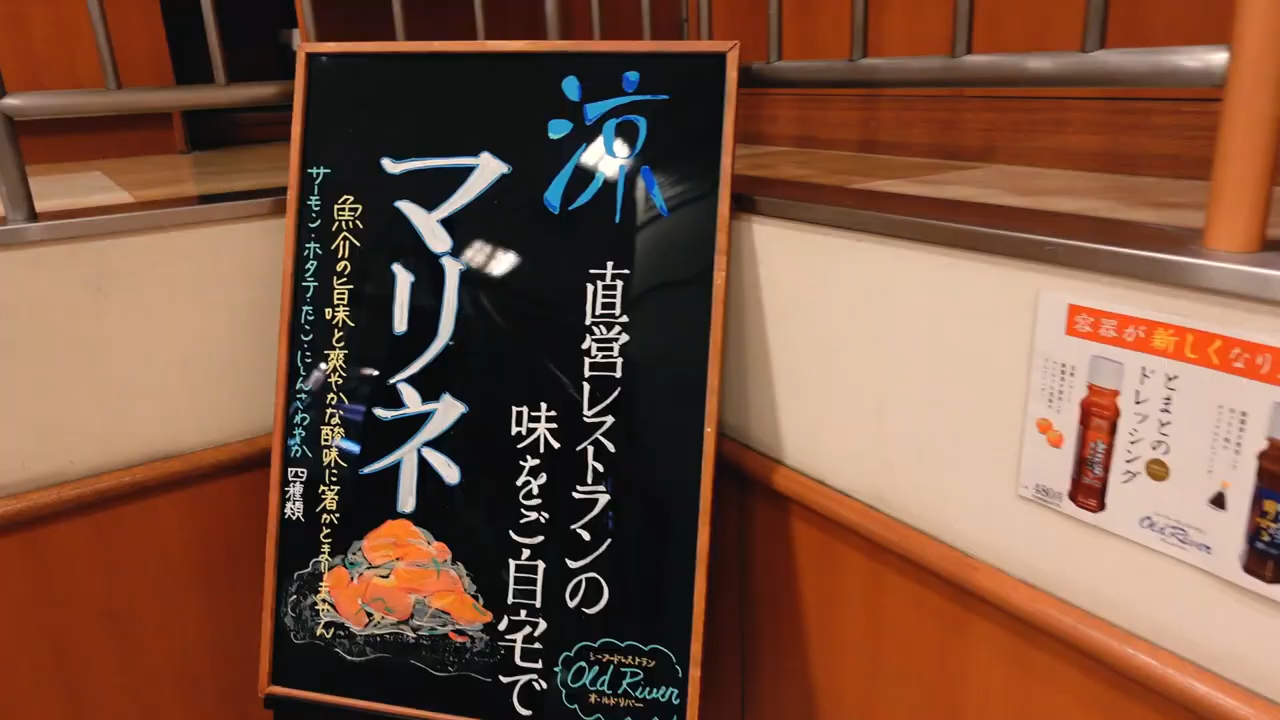 涼
直営レストランの
味をご自宅で
マリネ
魚介の旨味と爽やかな酸味に箸がとまりません
サーモン・ホタテ・たこ・にしんさわやか
四種類
シーフードレストラン
Old River
オールドリバー
容器が新しくなり
とまとの
ドレッシング
Old River